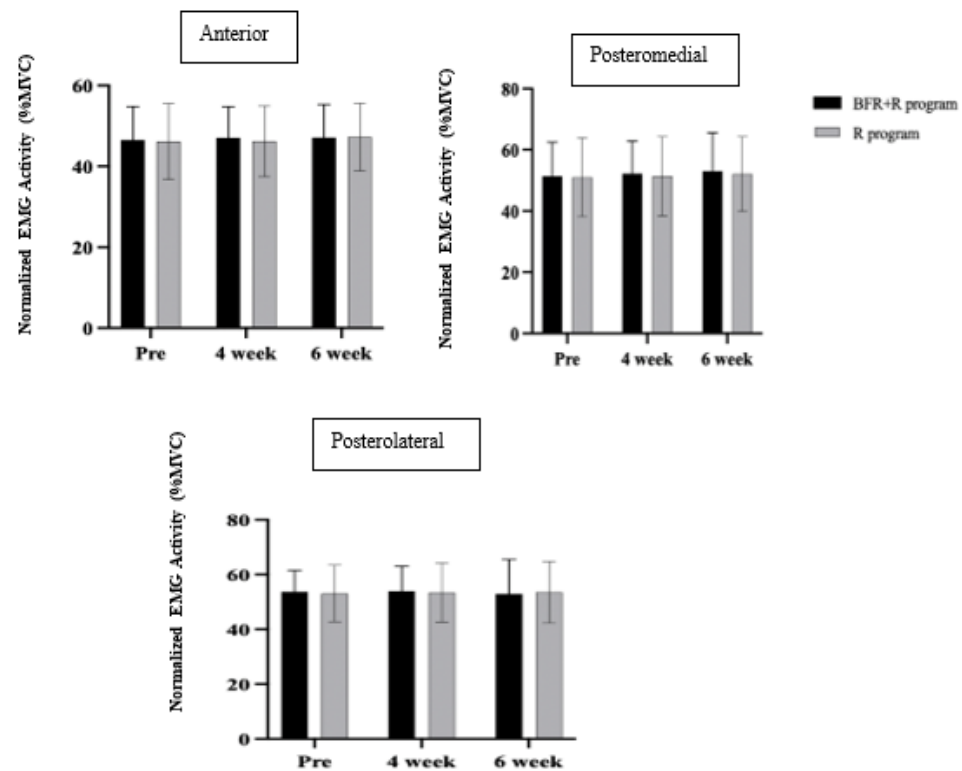 Anterior
Normalized EMG Activity (%MVC)
60
40
20
0
Pre
4 week
6 week
Posteromedial
Normalized EMG Activity (%MVC)
80
60
40
20
0
Pre
4 week
6 week
BFR+R program
R program
Posterolateral
Normalized EMG Activity (%MVC)
80
60
40
20
0
Pre
4 week
6 week